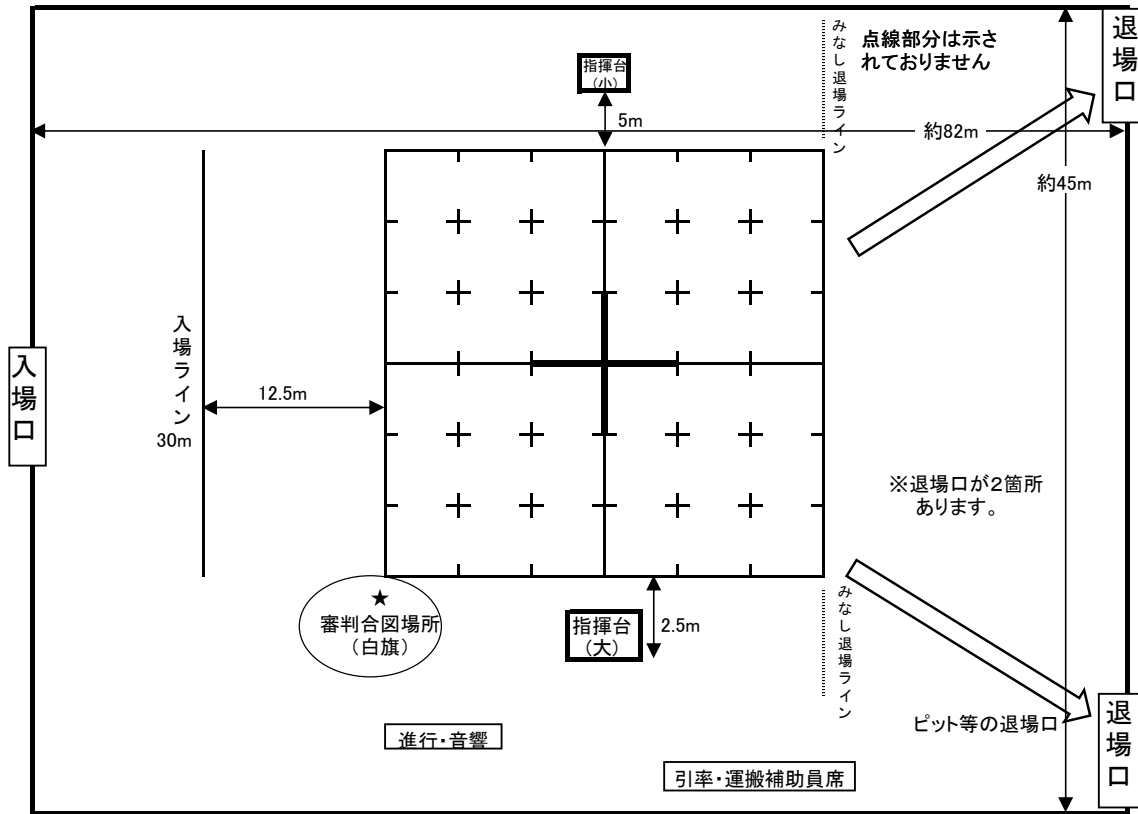 みなし退場ライン
点線部分は示さ
れておりません
退場口
指揮台
(小)
5m
約82m
約45m
入場ライン
30m
12.5m
入場口
※退場口が2箇所
あります。
★
審判合図場所
(白旗)
指揮台
(大)
2.5m
みなし退場ライン
ピット等の退場口
退場口
進行・音響
引率・運搬補助員席